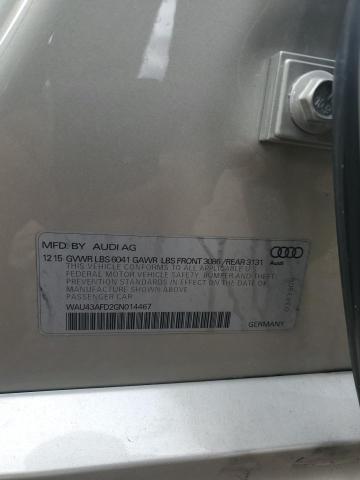 MFD. BY AUDI AG
12 15 GVWR LBS 6041 GAWR LBS FRONT 3086 /REAR 3131
THIS VEHICLE CONFORMS TO ALL APPLICABLE U.S.
FEDERAL MOTOR VEHICLE SAFETY, BUMPER AND THEFT
PREVENTION STANDARDS IN EFFECT ON THE DATE OF
MANUFACTURE SHOWN ABOVE.
PASSENGER CAR
WAU43AFD2GN014467
Audi
GERMANY